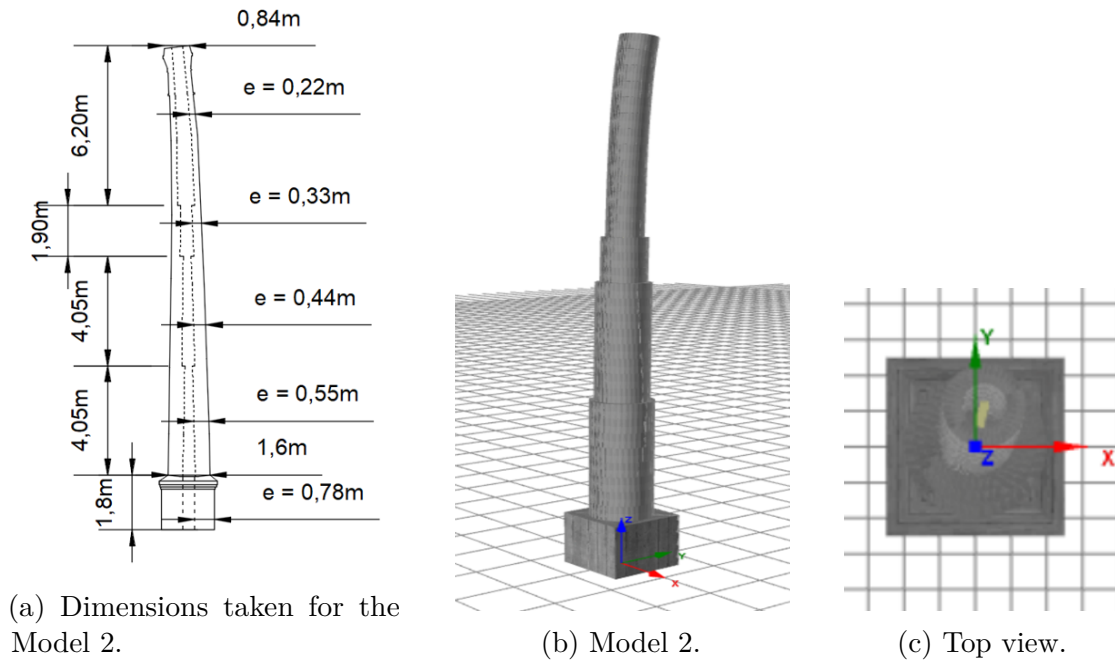 0,84m
e = 0,22m
6,20m
e = 0,33m
1,90m
e = 0,44m
4,05m
e = 0,55m
4,05m
1,6m
e = 0,78m
1,8m
(a) Dimensions taken for the
Model 2.
Z
Y
X
(b) Model 2.
Y
Z
X
(c) Top view.